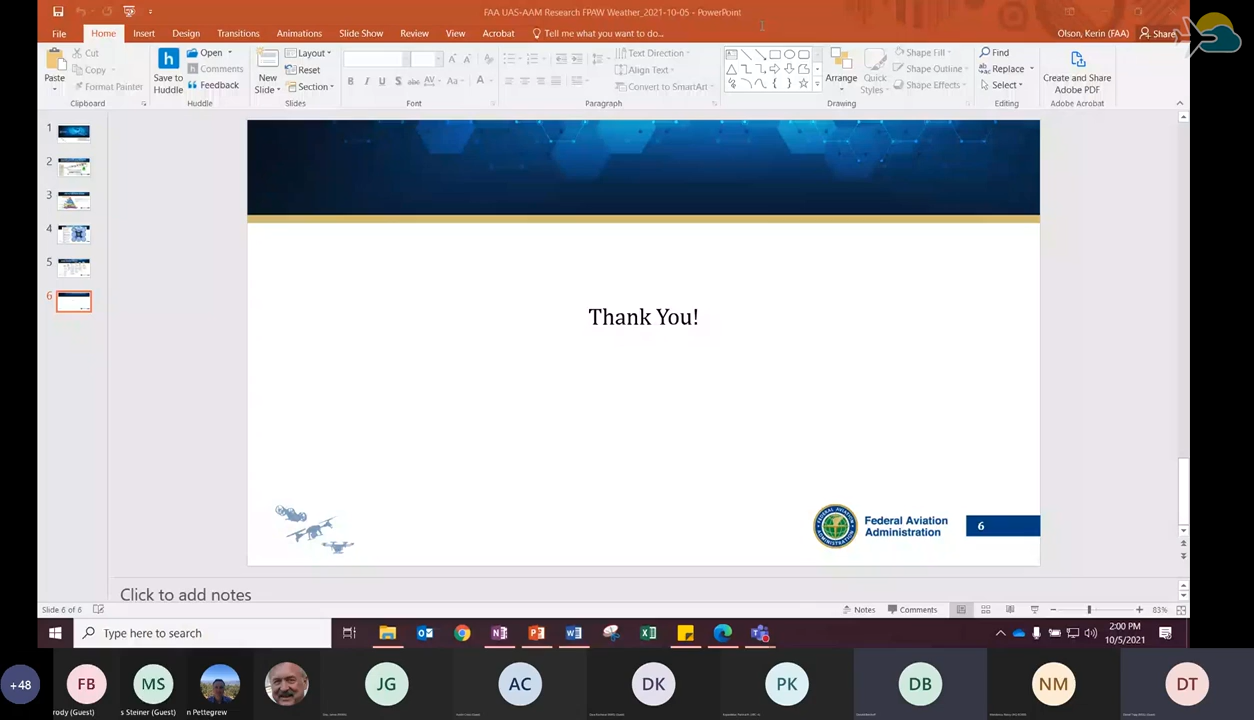 FAA UAS-AAM Research FPAW Weather_2021-10-05 - PowerPoint
File Home Insert Design Transitions Animations Slide Show Review View Acrobat Tell me what you want to do... Olson, Kerin (FAA) Share
Paste
Cut
Copy
Format Painter
Clipboard
Save to Huddle
Open
Comments
Feedback
Huddle
New Slide
Layout
Reset
Section
Slides
Font
Text Direction
Align Text
Convert to SmartArt
Paragraph
Arrange
Quick Styles
Shape Fill
Shape Outline
Shape Effects
Drawing
Find
Replace
Select
Editing
Create and Share Adobe PDF
Adobe Acrobat
1
2
3
4
5
6
Thank You!
Federal Aviation
Administration
6
Click to add notes
Slide 6 of 6 Notes Comments 83%
Type here to search
2:00 PM
10/5/2021
+48 FB MS JG AC DK PK DB NM DT
rody (Guest) s Steiner (Guest) n Pettegrew